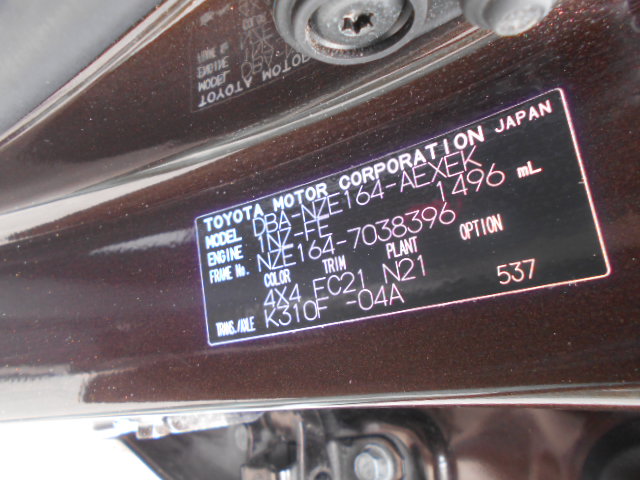 TOYOTA MOTOR CORPORATION JAPAN
MODEL DBA-NZE164-AEXEK
ENGINE 1NZ-FE 1496 mL
FRAME No. NZE164-7038396
COLOR TRIM PLANT OPTION
4X4 FC21 N21 537
TRANS./AXLE K310F -04A